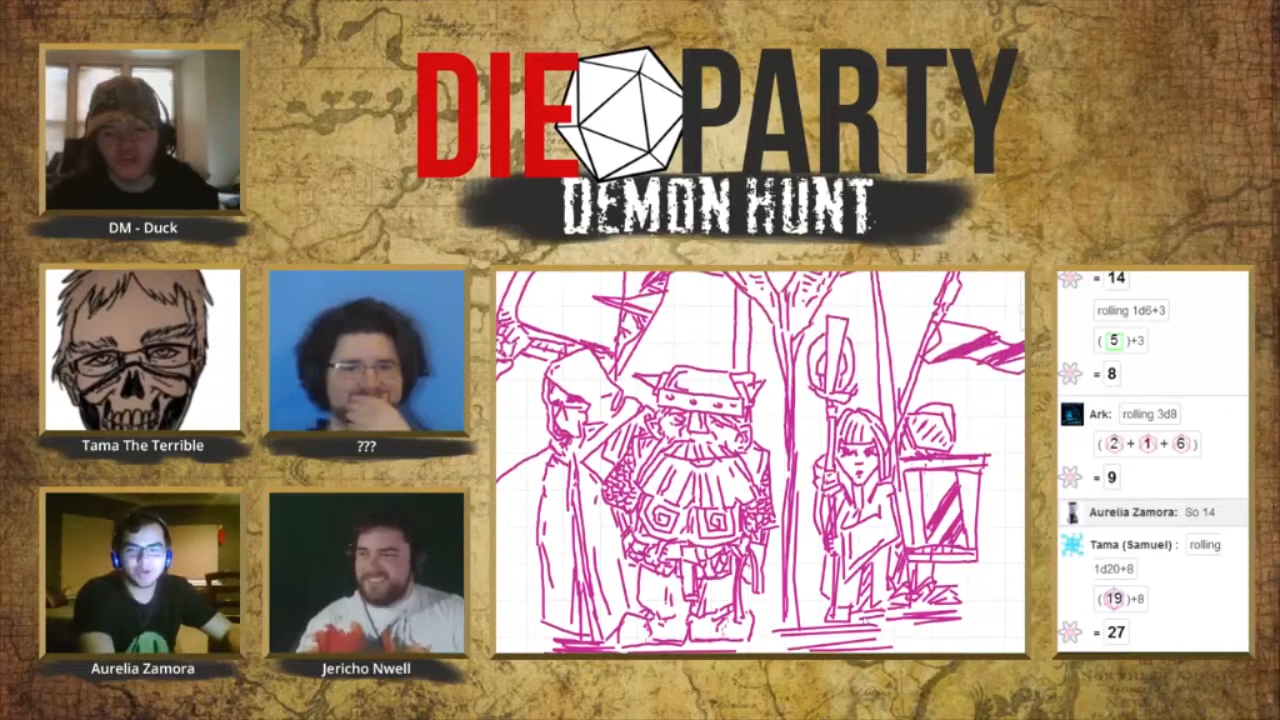 DIE PARTY
DEMON HUNT
DM - Duck
Tama The Terrible
???
Aurelia Zamora
Jericho Nwell
= 14
rolling 1d6+3
( 5 )+3
= 8
Ark: rolling 3d8
( 2 + 1 + 6 )
= 9
Aurelia Zamora: So 14
Tama (Samuel) : rolling
1d20+8
( 19 )+8
= 27